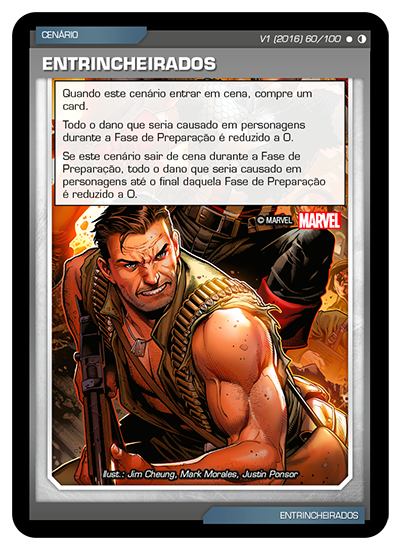 CENÁRIO
V1 (2016) 60/100
ENTRINCHEIRADOS
Quando este cenário entrar em cena, compre um
card.
Todo o dano que seria causado em personagens
durante a Fase de Preparação é reduzido a 0.
Se este cenário sair de cena durante a Fase de
Preparação, todo o dano que seria causado em
personagens até o final daquela Fase de Preparação
é reduzido a 0.
© MARVEL MARVEL
Illust.: Jim Cheung, Mark Morales, Justin Ponsor
ENTRINCHEIRADOS